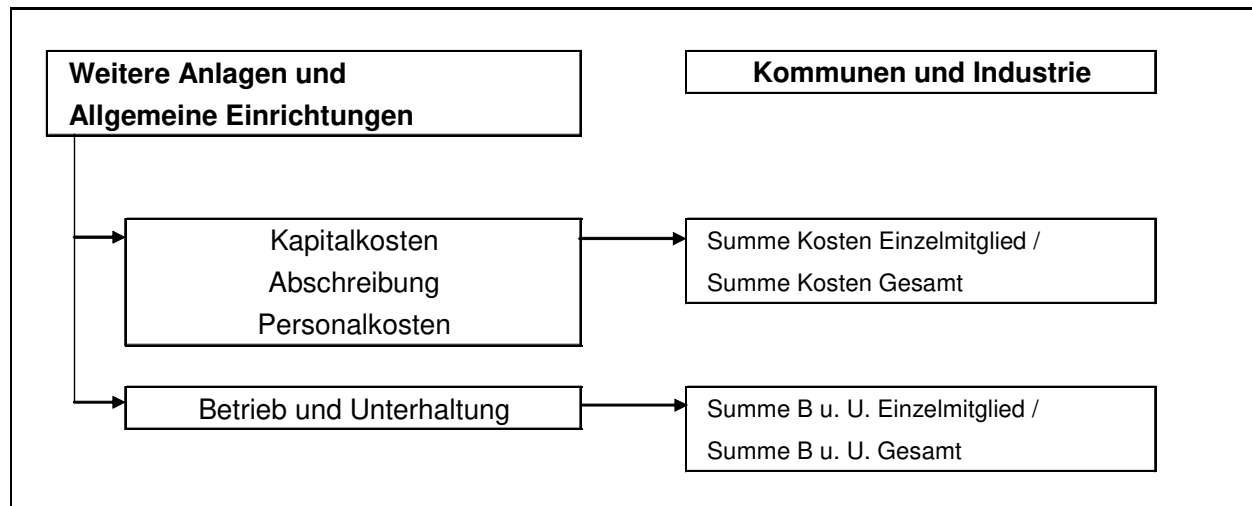 Weitere Anlagen und
Allgemeine Einrichtungen
Kommunen und Industrie
Kapitalkosten
Abschreibung
Personalkosten
Summe Kosten Einzelmitglied /
Summe Kosten Gesamt
Betrieb und Unterhaltung
Summe B u. U. Einzelmitglied /
Summe B u. U. Gesamt